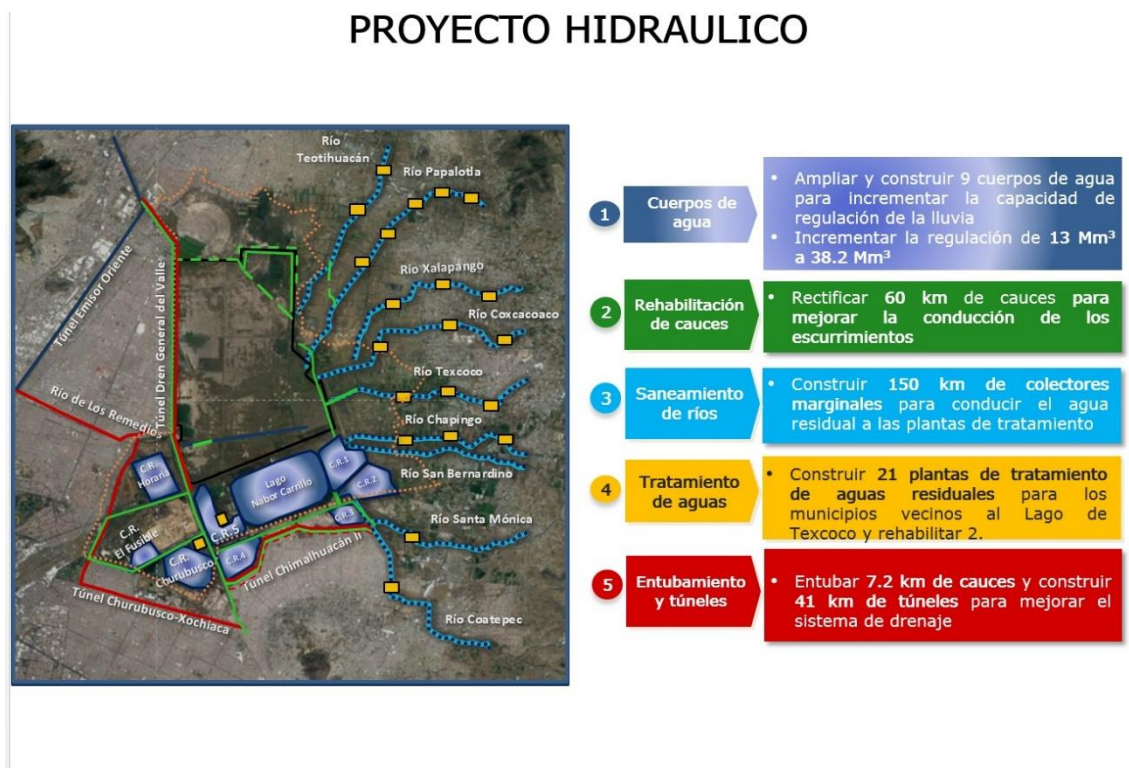 PROYECTO HIDRAULICO
Río
Teotihuacán
Río Papalotla
Río Xalapango
Río Coxcacoaco
Río Texcoco
Río Chapingo
Río San Bernardino
Río Santa Mónica
Río Coatepec
Túnel Emisor Oriente
Túnel Dren General del Valle
Río de Los Remedios
C.R.
Horaria
C.R.
El Fusible
C.R.
Churubusco
C.R.5
Lago
Nabor Carrillo
C.R.1
C.R.2
C.R.3
C.R.4
Túnel Chimalhuacán II
Túnel Churubusco-Xochiaca
1
Cuerpos de
agua
• Ampliar y construir 9 cuerpos de agua
para incrementar la capacidad de
regulación de la lluvia
• Incrementar la regulación de 13 Mm³
a 38.2 Mm³
2
Rehabilitación
de cauces
• Rectificar 60 km de cauces para
mejorar la conducción de los
escurrimientos
3
Saneamiento
de ríos
• Construir 150 km de colectores
marginales para conducir el agua
residual a las plantas de tratamiento
4
Tratamiento
de aguas
• Construir 21 plantas de tratamiento
de aguas residuales para los
municipios vecinos al Lago de
Texcoco y rehabilitar 2.
5
Entubamiento
y túneles
• Entubar 7.2 km de cauces y construir
41 km de túneles para mejorar el
sistema de drenaje